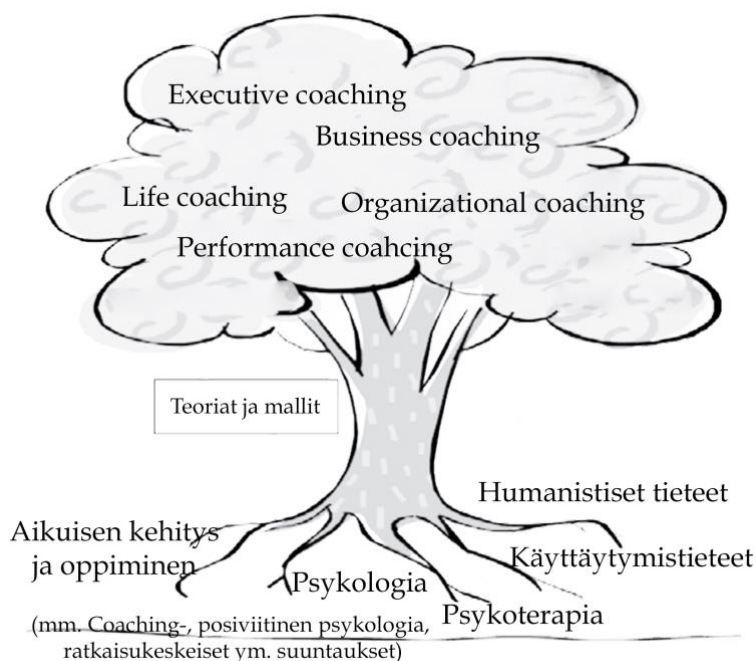 Executive coaching
Business coaching
Life coaching
Organizational coaching
Performance coahcing
Teoriat ja mallit
Humanistiset tieteet
Aikuisen kehitys
ja oppiminen
Käyttäytymistieteet
Psykologia
Psykoterapia
(mm. Coaching-, posiviitinen psykologia,
ratkaisukeskeiset ym. suuntaukset)